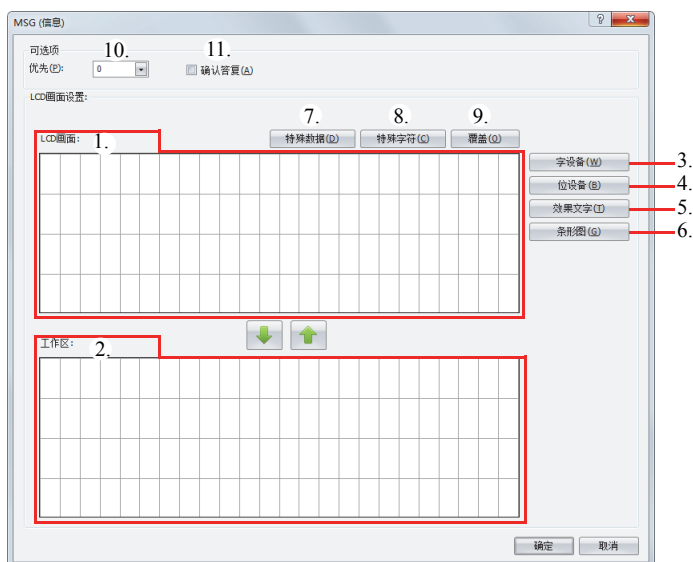 MSG (信息)
可选项
10.
11.
优先(P):
0
确认答复(A)
LCD画面设置:
7.
8.
9.
LCD画面:
1.
特殊数据(D)
特殊字符(C)
覆盖(O)
字设备(W)
3.
位设备(B)
4.
效果文字(T)
5.
条形图(G)
6.
工作区:
2.
确定
取消